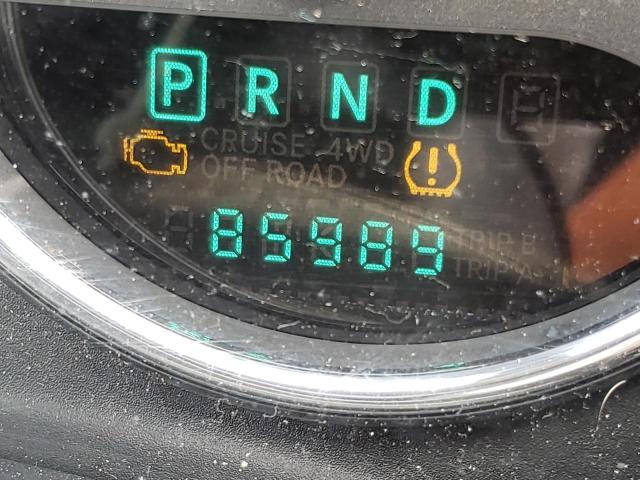 P R N D
CRUISE 4WD
OFF ROAD
85989
TRIP B
TRIP A